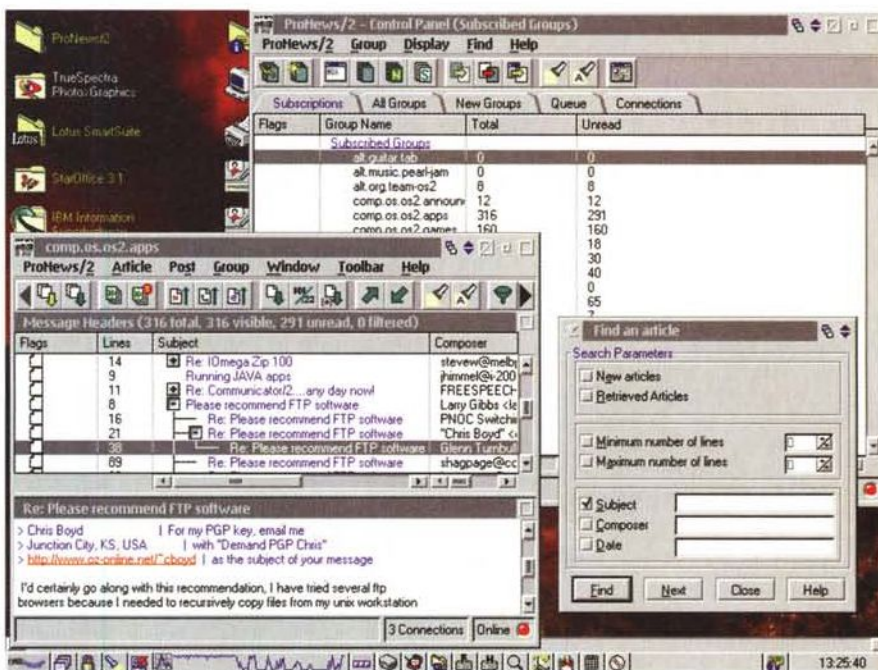 ProNews/2
TrueSpectra
Photo>Graphics
Lotus
Lotus SmartSuite
StarOffice 3.1
IBM Information
ProNews/2 - Control Panel (Subscribed Groups)
ProNews/2 Group Display Find Help
Subscriptions All Groups New Groups Queue Connections
Flags Group Name Total Unread
Subscribed Groups
alt.guitar.tab 0 0
alt.music.pearl-jam 0 0
alt.org.team-os2 8 8
comp.os.os2.announ 12 12
comp.os.os2.apps 316 291
comp.os.os2.games 160 160
18
30
40
0
65
comp.os.os2.apps
ProNews/2 Article Post Group Window Toolbar Help
Message Headers (316 total, 316 visible, 291 unread, 0 filtered)
Flags Lines Subject Composer
14 Re: IOmega Zip 100 stevew@melb
9 Running JAVA apps jhimmel@i-200
11 Re: Communicator/2....any day now! FREESPEECH
8 Please recommend FTP software Larry Gibbs <le
16 Re: Please recommend FTP software PNOC Switchin
21 Re: Please recommend FTP software "Chris Boyd" <
38 Re: Please recommend FTP software Glenn Turnbul
89 Re: Please recommend FTP software shagpage@cc
Re: Please recommend FTP software
> Chris Boyd | For my PGP key, email me
> Junction City, KS, USA | with "Demand PGP Chris"
> http://www.oz-online.net/~cboyd | as the subject of your message
I'd certainly go along with this recommendation, I have tried several ftp
browsers because I needed to recursively copy files from my unix workstation
3 Connections Online
Find an article
Search Parameters
New articles
Retrieved Articles
Minimum number of lines 0
Maximum number of lines 0
Subject
Composer
Date
Find Next Close Help
13:25:40